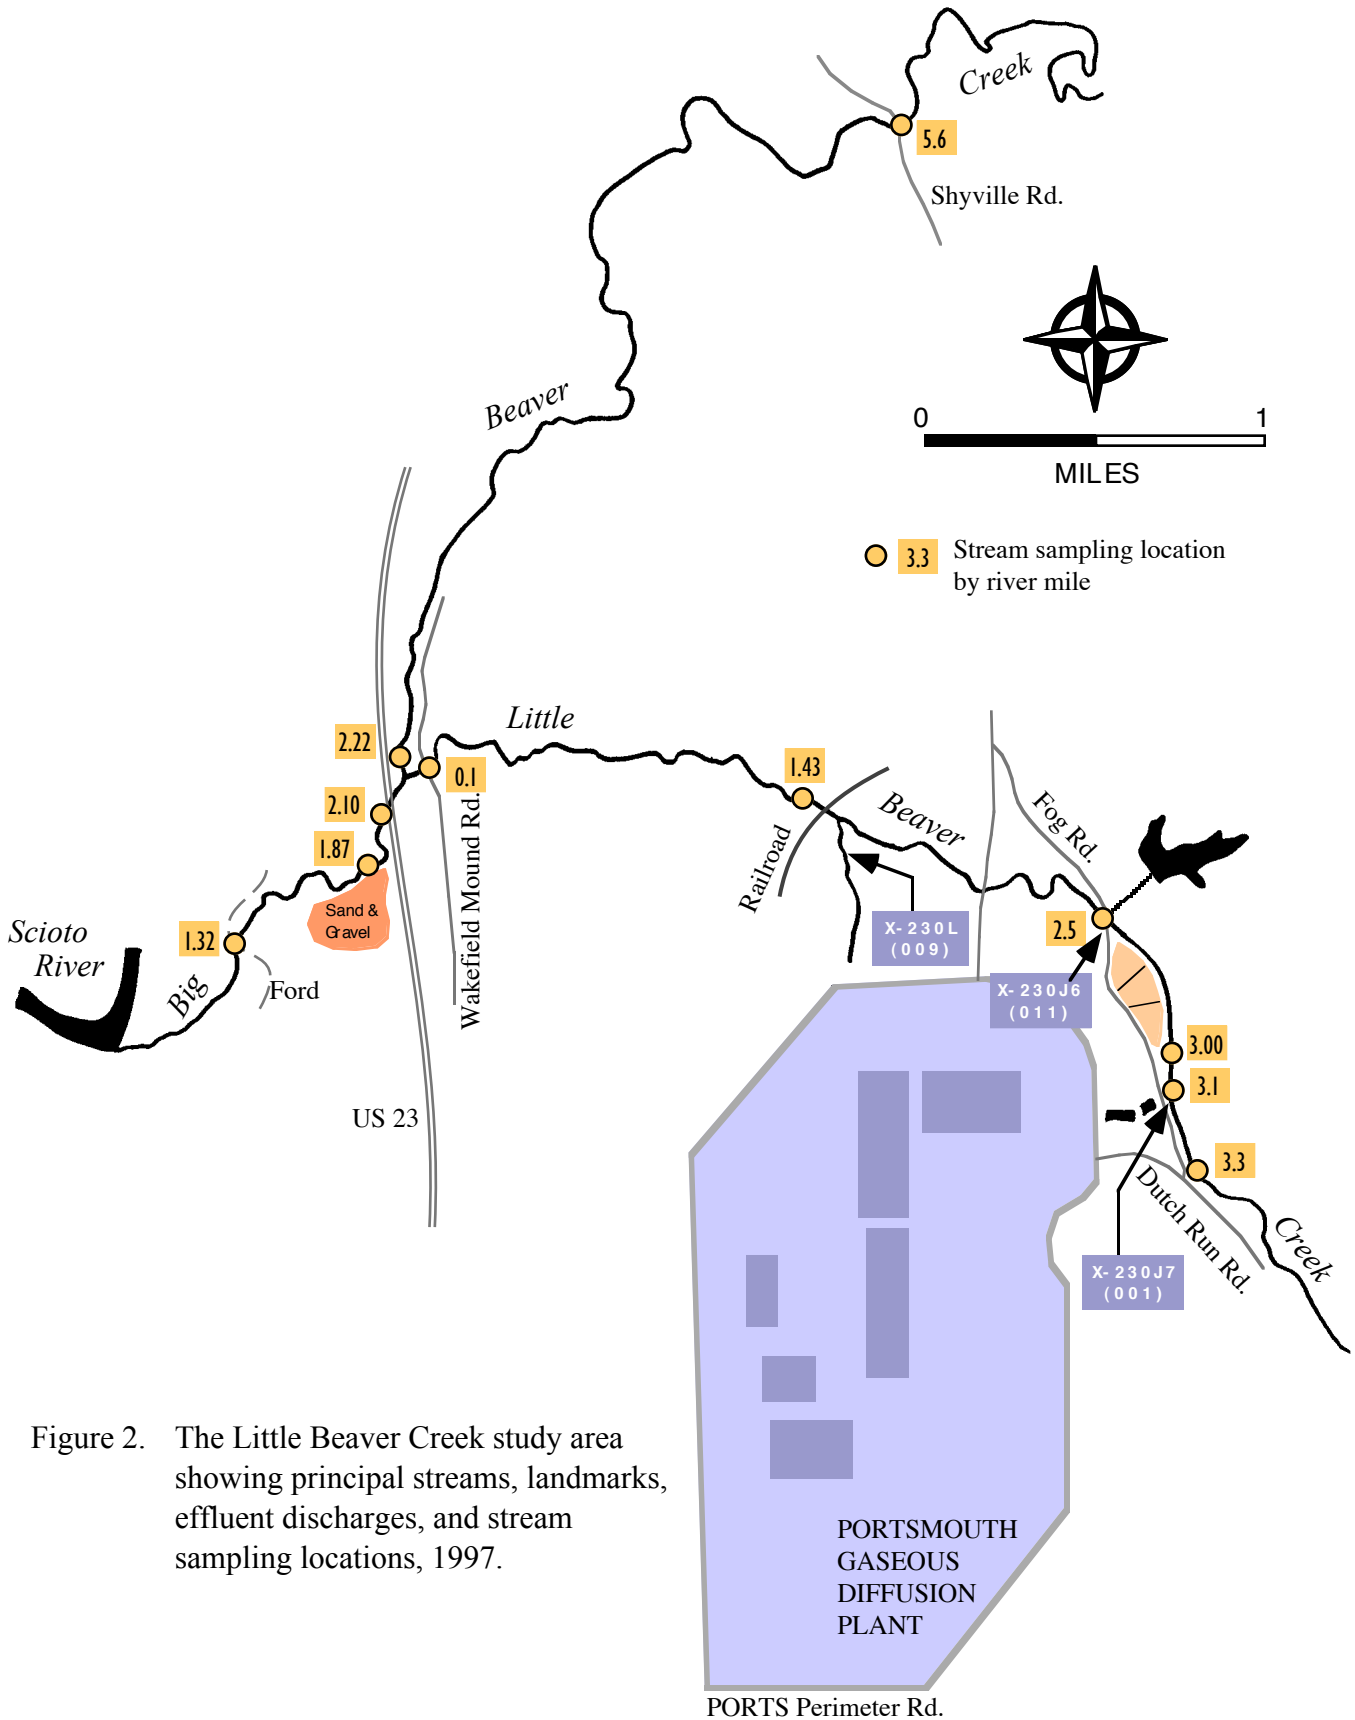 Creek
5.6
Shyville Rd.
Beaver
0 1
MILES
3.3 Stream sampling location
by river mile
Little
2.22
0.1
1.43
2.10
Beaver
Fog Rd.
1.87
Railroad
Wakefield Mound Rd.
Sand &
Gravel
1.32
2.5
X-230L
(009)
Scioto
River
Big
Ford
X-230J6
(011)
3.00
3.1
US 23
3.3
Dutch Run Rd.
Creek
X-230J7
(001)
Figure 2. The Little Beaver Creek study area
showing principal streams, landmarks,
effluent discharges, and stream
sampling locations, 1997.
PORTSMOUTH
GASEOUS
DIFFUSION
PLANT
PORTS Perimeter Rd.